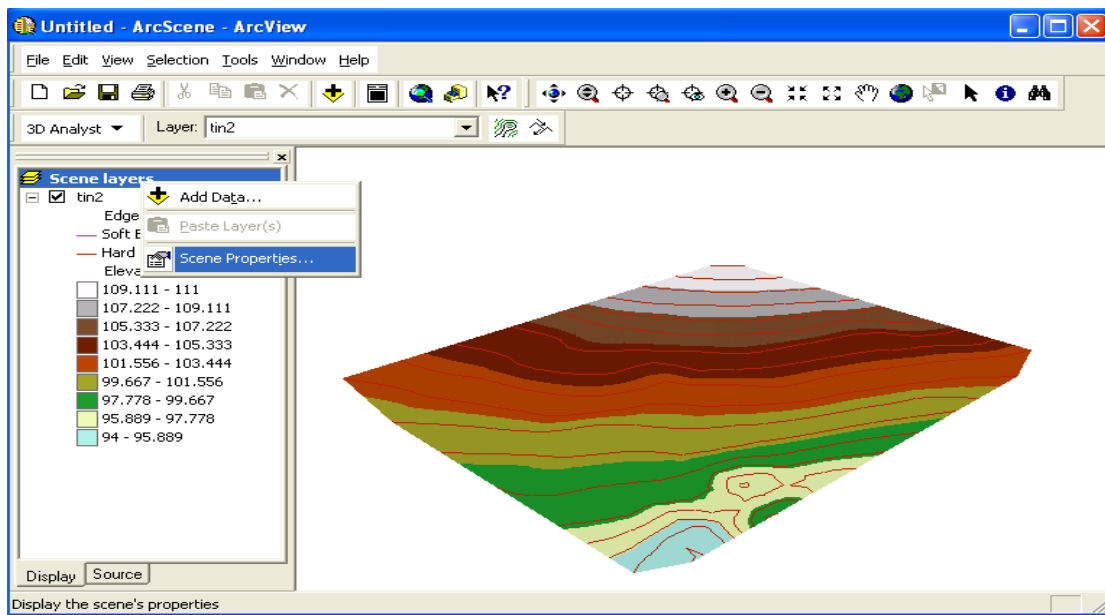 Untitled - ArcScene - ArcView
File Edit View Selection Tools Window Help
3D Analyst Layer: tin2
Scene layers
tin2
Add Data...
Edge
Paste Layer(s)
Soft E
Hard
Scene Properties...
Eleva
109.111 - 111
107.222 - 109.111
105.333 - 107.222
103.444 - 105.333
101.556 - 103.444
99.667 - 101.556
97.778 - 99.667
95.889 - 97.778
94 - 95.889
Display Source
Display the scene's properties